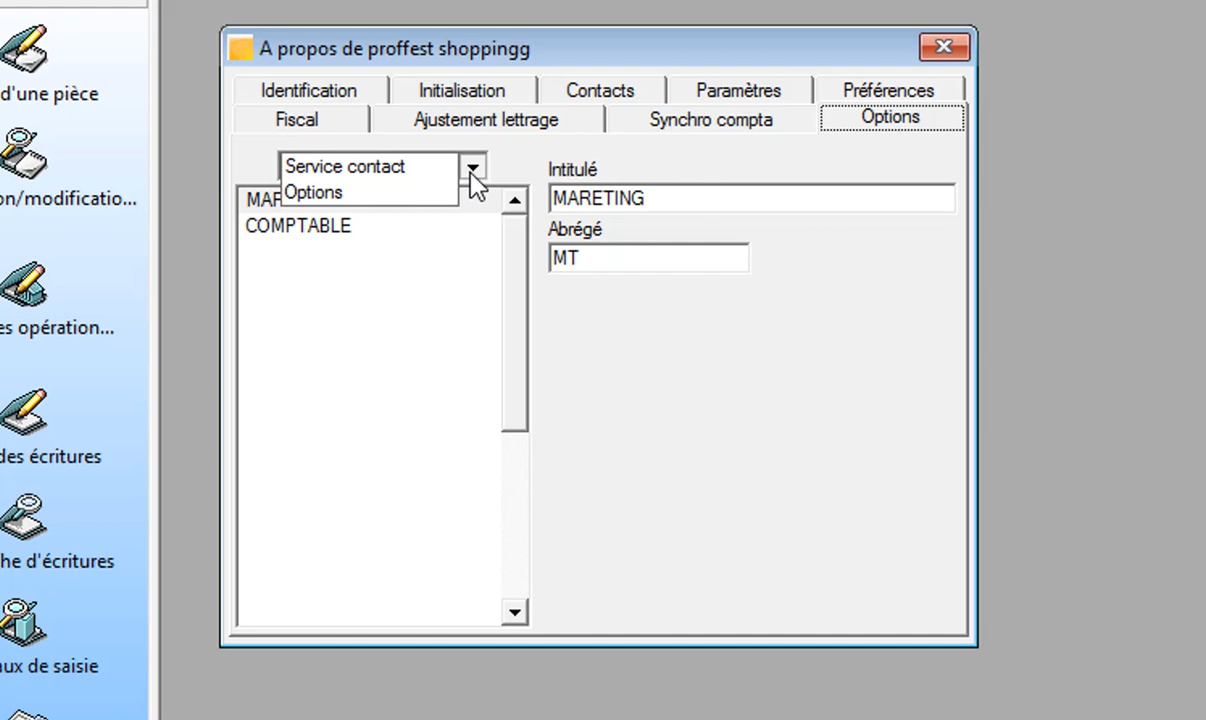 d'une pièce
on/modificatio...
es opération...
des écritures
he d'écritures
aux de saisie
A propos de proffest shoppingg
Identification
Initialisation
Contacts
Paramètres
Préférences
Fiscal
Ajustement lettrage
Synchro compta
Options
Service contact
Options
MAR
COMPTABLE
Intitulé
MARETING
Abrégé
MT